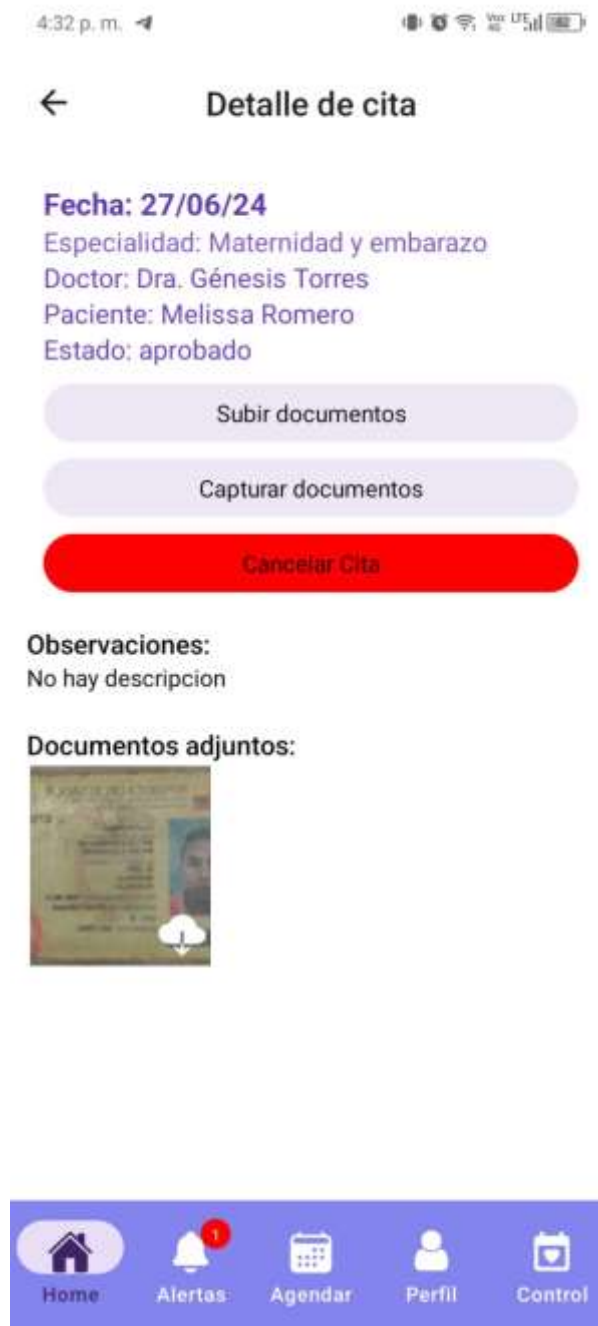 4:32 p. m.
Detalle de cita
Fecha: 27/06/24
Especialidad: Maternidad y embarazo
Doctor: Dra. Génesis Torres
Paciente: Melissa Romero
Estado: aprobado
Subir documentos
Capturar documentos
Cancelar Cita
Observaciones:
No hay descripcion
Documentos adjuntos:
1
Home Alertas Agendar Perfil Control